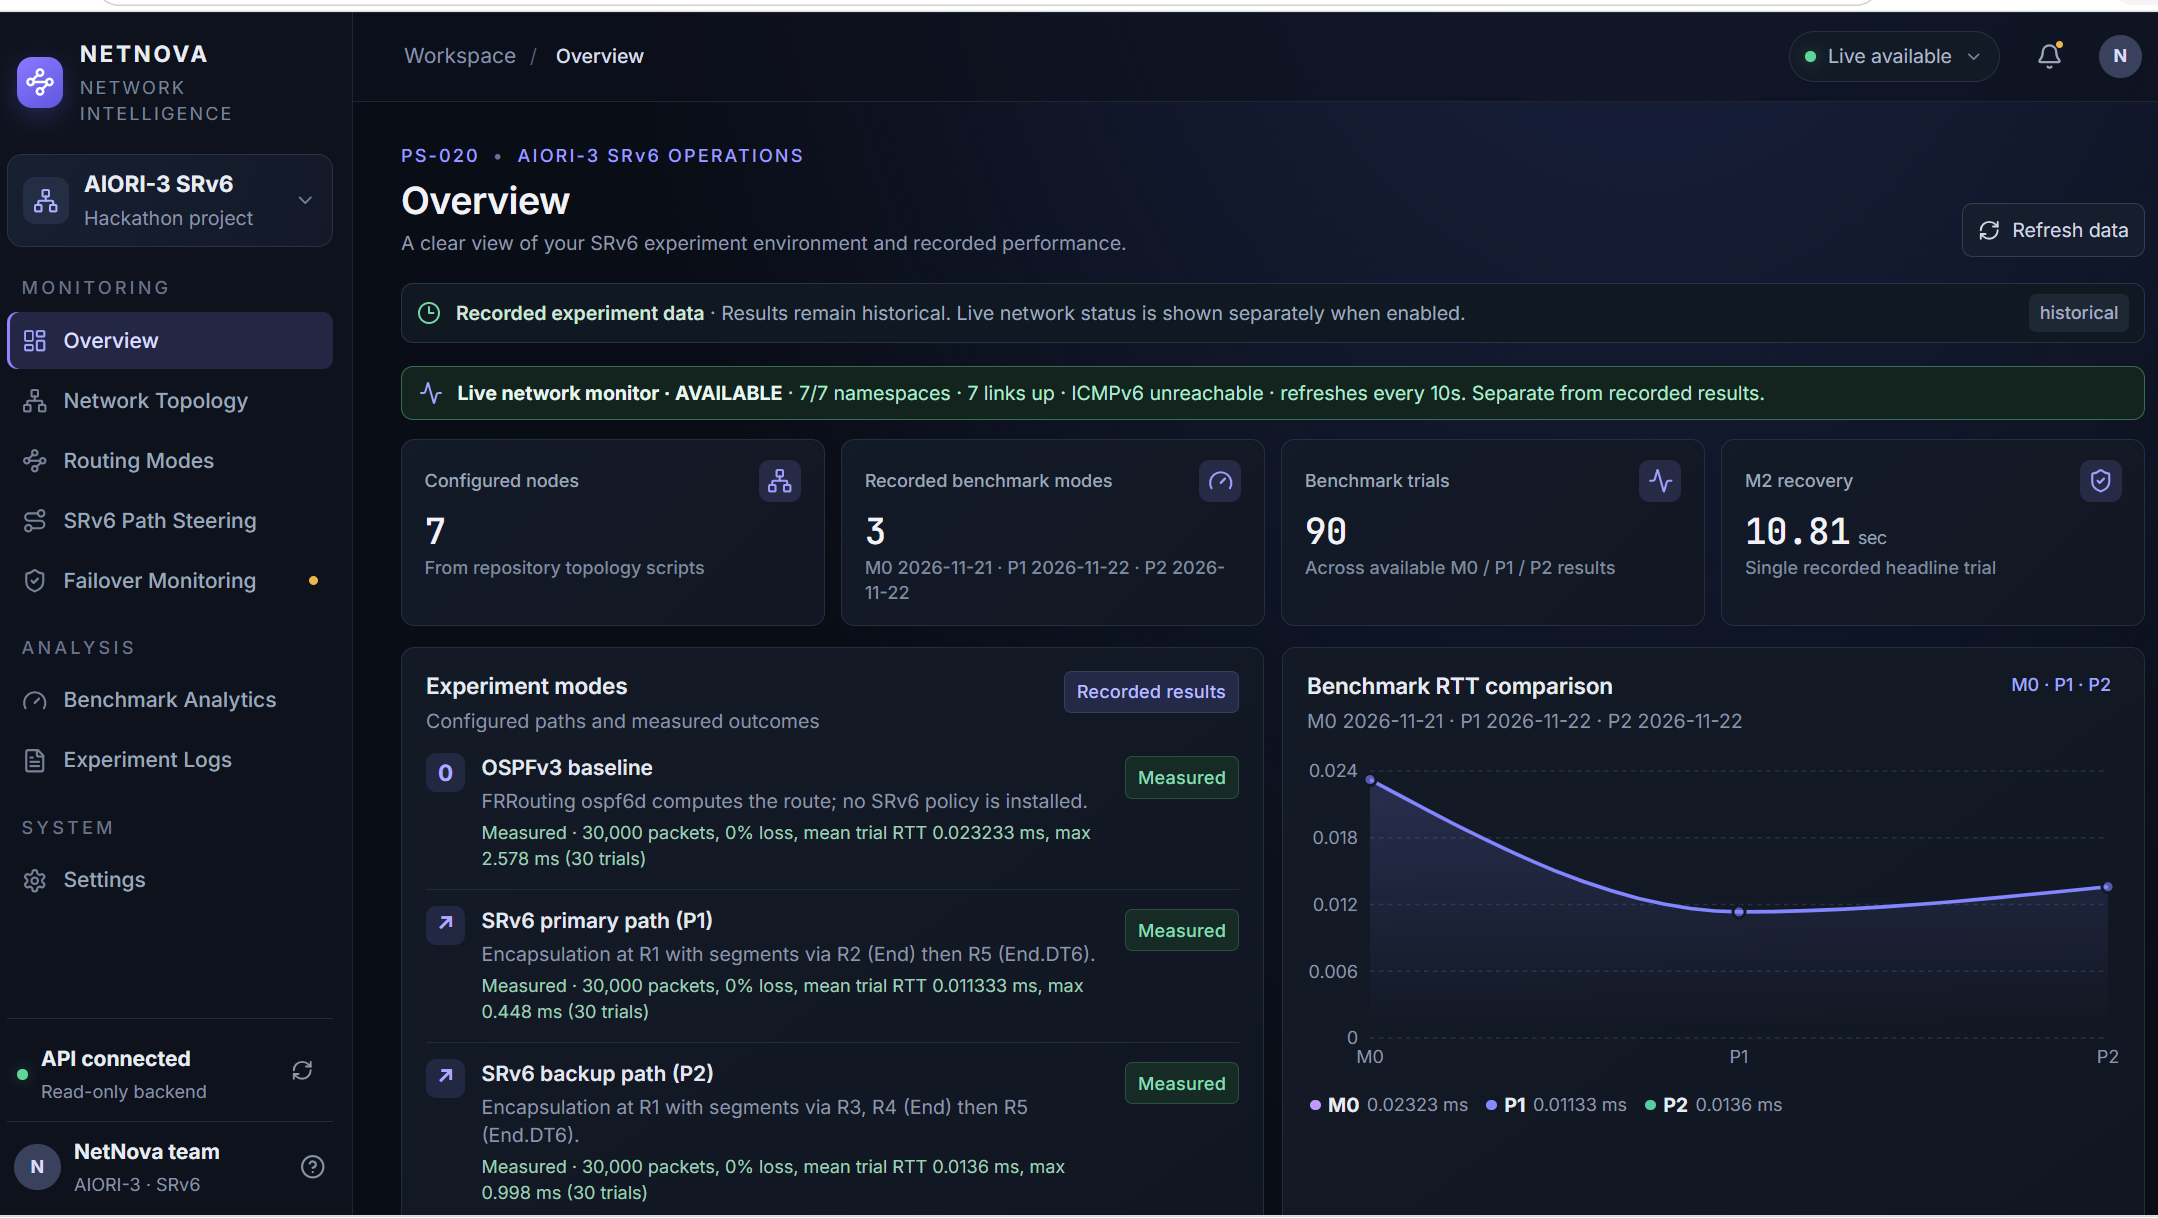 NETNOVA
NETWORK
INTELLIGENCE
AIORI-3 SRv6
Hackathon project
MONITORING
Overview
Network Topology
Routing Modes
SRv6 Path Steering
Failover Monitoring
ANALYSIS
Benchmark Analytics
Experiment Logs
SYSTEM
Settings
API connected
Read-only backend
N
NetNova team
AIORI-3 · SRv6
Workspace / Overview
Live available
N
PS-020 • AIORI-3 SRv6 OPERATIONS
Overview
A clear view of your SRv6 experiment environment and recorded performance.
Refresh data
Recorded experiment data · Results remain historical. Live network status is shown separately when enabled.
historical
Live network monitor · AVAILABLE · 7/7 namespaces · 7 links up · ICMPv6 unreachable · refreshes every 10s. Separate from recorded results.
Configured nodes
7
From repository topology scripts
Recorded benchmark modes
3
M0 2026-11-21 · P1 2026-11-22 · P2 2026-
11-22
Benchmark trials
90
Across available M0 / P1 / P2 results
M2 recovery
10.81 sec
Single recorded headline trial
Experiment modes
Configured paths and measured outcomes
Recorded results
0
OSPFv3 baseline
FRRouting ospf6d computes the route; no SRv6 policy is installed.
Measured · 30,000 packets, 0% loss, mean trial RTT 0.023233 ms, max
2.578 ms (30 trials)
Measured
SRv6 primary path (P1)
Encapsulation at R1 with segments via R2 (End) then R5 (End.DT6).
Measured · 30,000 packets, 0% loss, mean trial RTT 0.011333 ms, max
0.448 ms (30 trials)
Measured
SRv6 backup path (P2)
Encapsulation at R1 with segments via R3, R4 (End) then R5
(End.DT6).
Measured · 30,000 packets, 0% loss, mean trial RTT 0.0136 ms, max
0.998 ms (30 trials)
Measured
Benchmark RTT comparison
M0 · P1 · P2
M0 2026-11-21 · P1 2026-11-22 · P2 2026-11-22
0.024
0.018
0.012
0.006
0
M0 P1 P2
M0 0.02323 ms P1 0.01133 ms P2 0.0136 ms